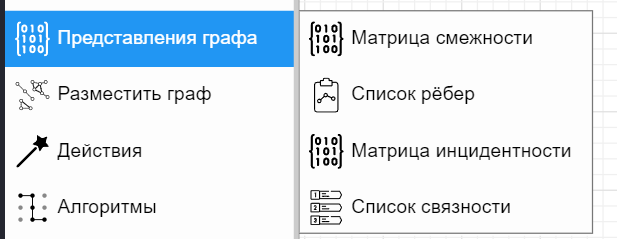 Представления графа
Разместить граф
Действия
Алгоритмы
Матрица смежности
Список рёбер
Матрица инцидентности
Список связности